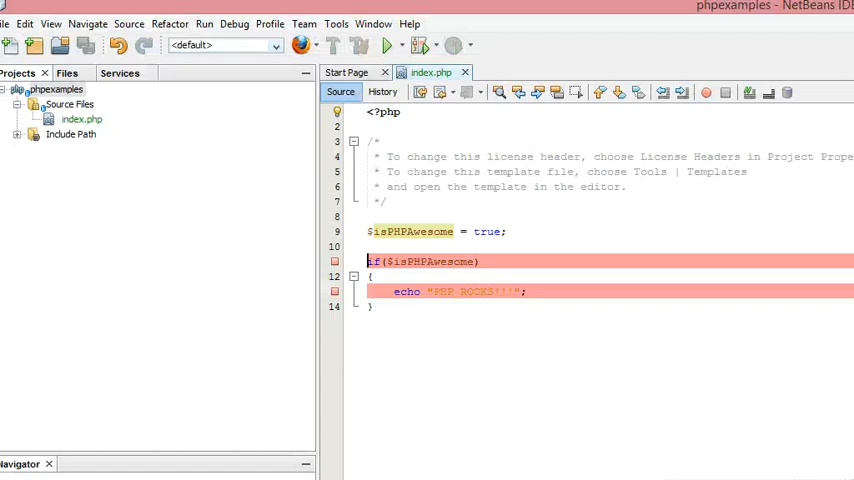 phpexamples - NetBeans IDE
File Edit View Navigate Source Refactor Run Debug Profile Team Tools Window Help
<default>
Projects Files Services
Start Page index.php
phpexamples
Source History
Source Files
index.php
Include Path
<?php
2
3 /*
4 * To change this license header, choose License Headers in Project Prope
5 * To change this template file, choose Tools | Templates
6 * and open the template in the editor.
7 */
8
9 $isPHPAwesome = true;
10
if($isPHPAwesome)
12 {
echo "PHP ROCKS!!!";
14 }
Navigator